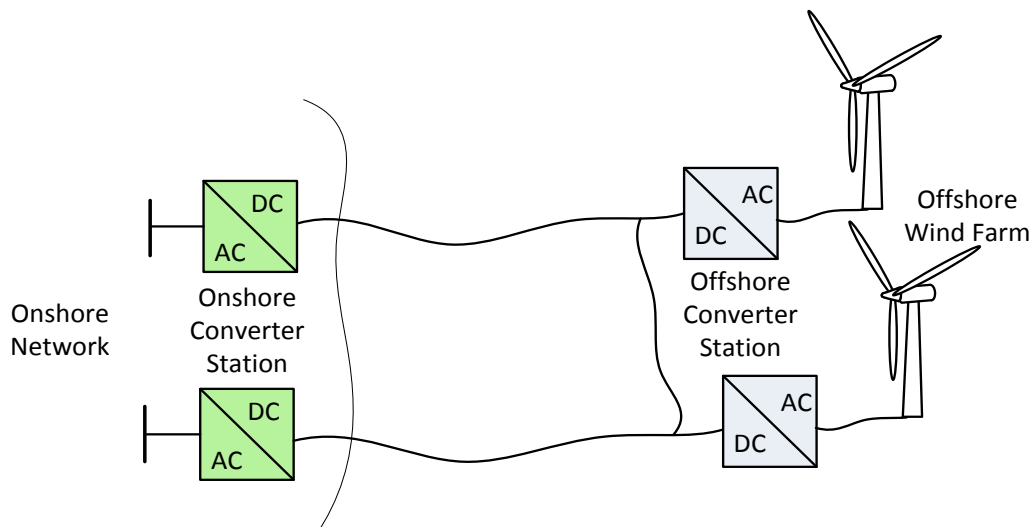 DC
AC
AC
DC
Offshore
Wind Farm
Onshore
Network
Onshore
Converter
Station
Offshore
Converter
Station
DC
AC
AC
DC